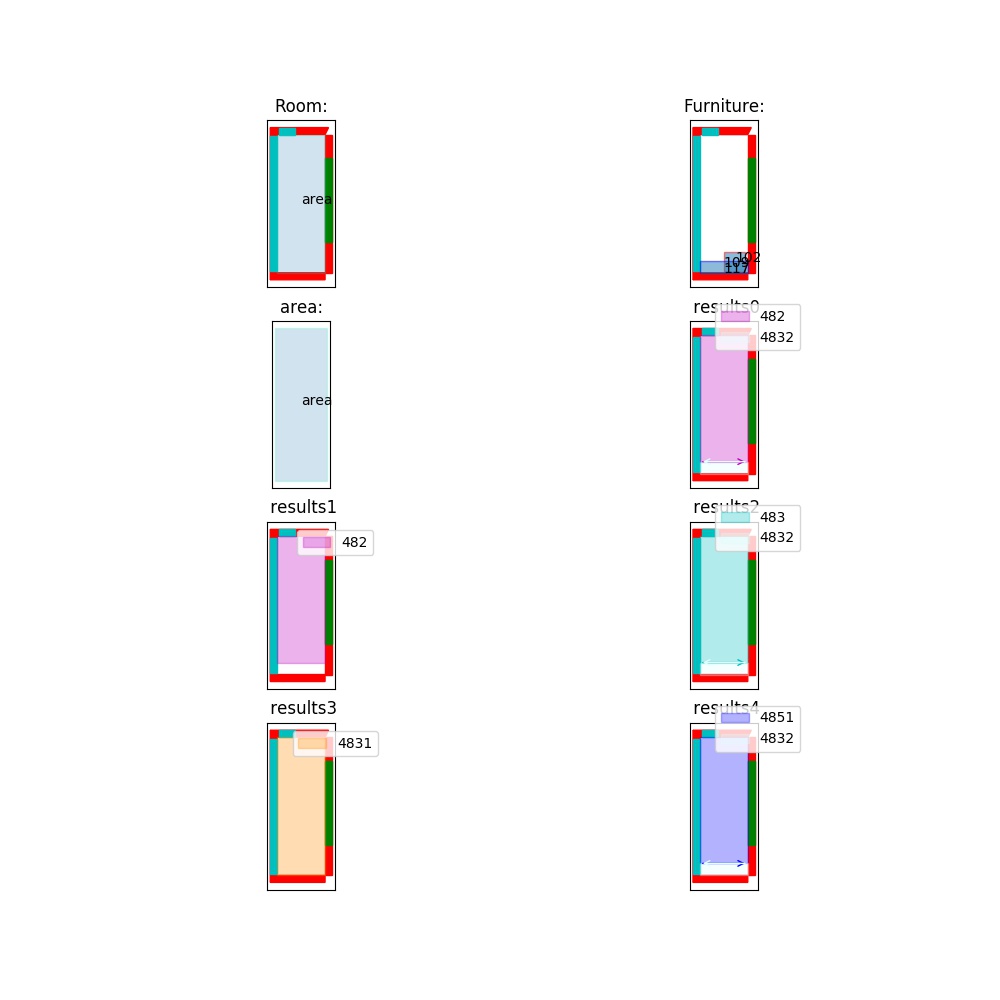 Room:
Furniture:
area
102
109
117
area:
results0
482
4832
area
results1
results2
482
483
4832
results3
results4
4831
4851
4832